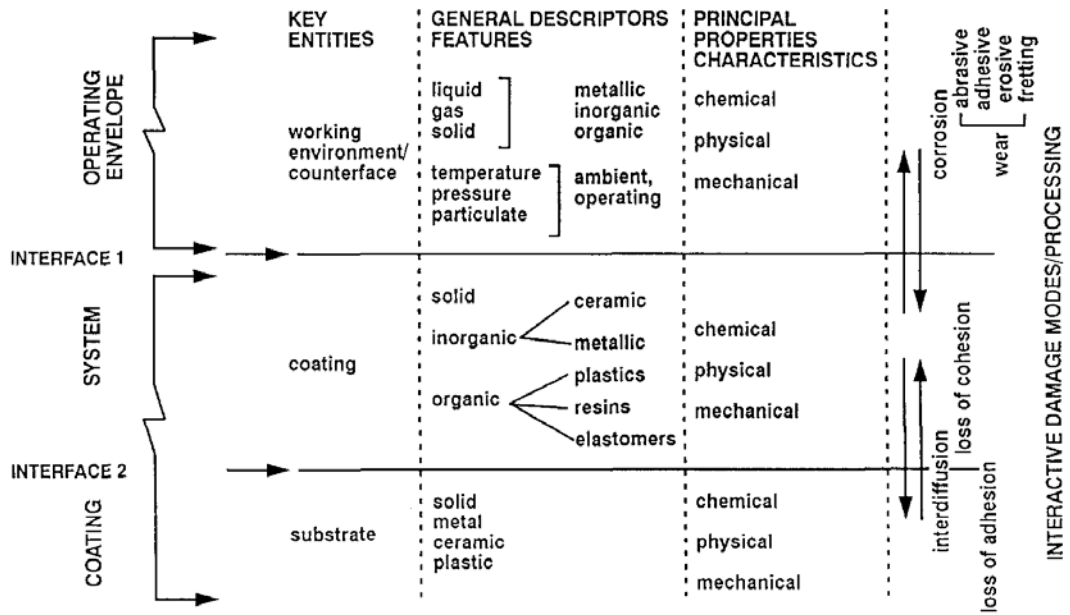 KEY
ENTITIES
GENERAL DESCRIPTORS
FEATURES
PRINCIPAL
PROPERTIES
CHARACTERISTICS
OPERATING
ENVELOPE
working
environment/
counterface
liquid
gas
solid
metallic
inorganic
organic
temperature
pressure
particulate
ambient,
operating
chemical
physical
mechanical
corrosion
abrasive
adhesive
erosive
fretting
wear
INTERFACE 1
SYSTEM
coating
solid
inorganic
ceramic
metallic
organic
plastics
resins
elastomers
chemical
physical
mechanical
loss of cohesion
INTERFACE 2
COATING
substrate
solid
metal
ceramic
plastic
chemical
physical
mechanical
interdiffusion
loss of adhesion
INTERACTIVE DAMAGE MODES/PROCESSING